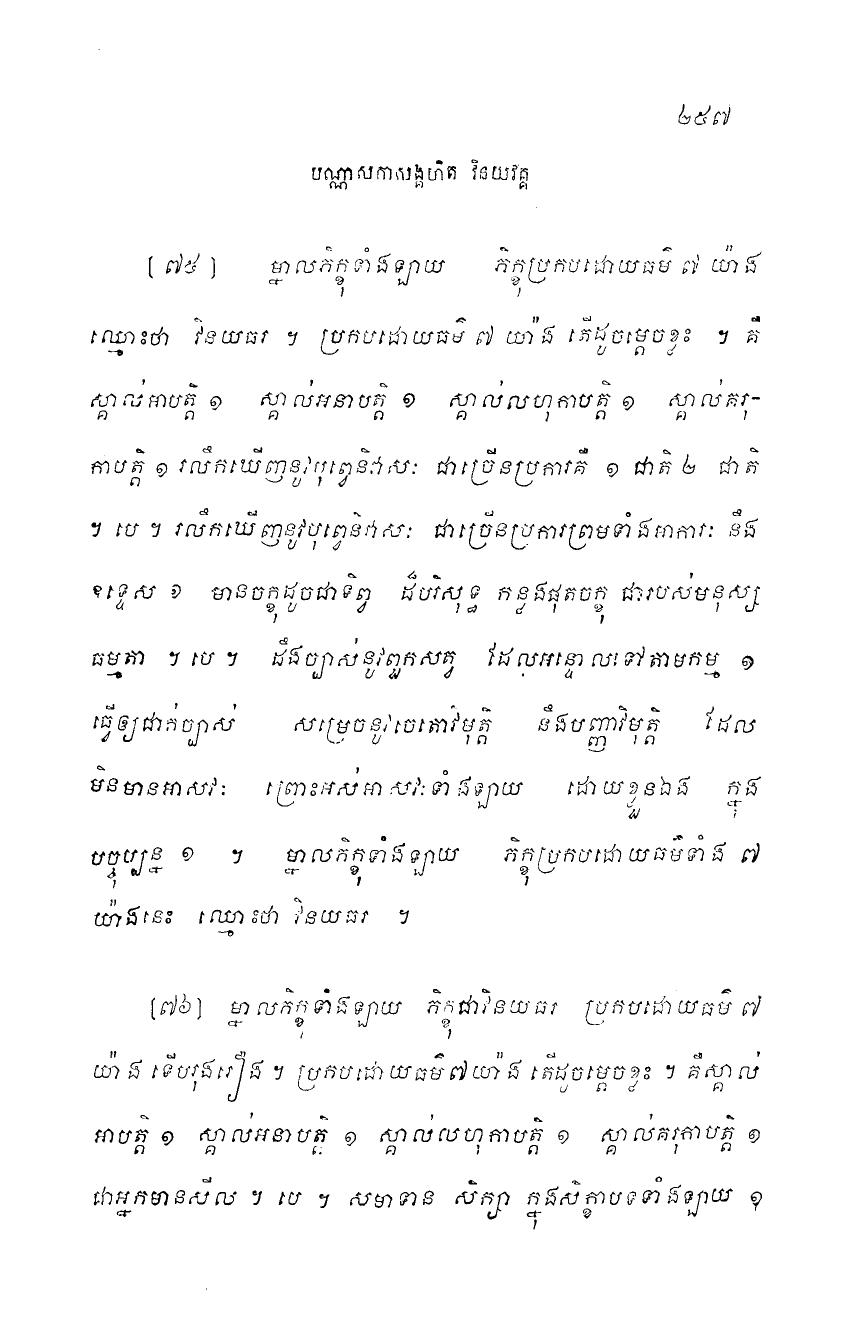 ២៥៧
បណ្ណាសកាសង្គហិត វិនយវគ្គ
[៧៥] ម្នាលភិក្ខុទាំងឡាយ ភិក្ខុប្រកបដោយធម៌ ៧ យ៉ាង
ឈ្មោះថា វិនយធរ ។ ប្រកបដោយធម៌ ៧ យ៉ាង តើដូចម្តេចខ្លះ ។ គឺ
ស្គាល់អាបត្តិ ១ ស្គាល់អនាបត្តិ ១ ស្គាល់លហុកាបត្តិ ១ ស្គាល់គរុ-
កាបត្តិ ១ រលឹកឃើញនូវបុព្វេនិវាសៈ ជាច្រើនប្រការគឺ ១ ជាតិ ២ ជាតិ
។ បេ ។ រលឹកឃើញនូវបុព្វេនិវាសៈ ជាច្រើនប្រការព្រមទាំងអាការៈ នឹង
ឧទ្ទេស ១ មានចក្ខុដូចជាទិព្វ ដ៏បរិសុទ្ធ កន្លងផុតចក្ខុ ជារបស់មនុស្ស
ធម្មតា ។ បេ ។ ដឹងច្បាស់នូវពួកសត្វ ដែលអន្ទោលទៅតាមកម្ម ១
ធ្វើឲ្យជាក់ច្បាស់ សម្រេចនូវចេតោវិមុត្តិ នឹងបញ្ញាវិមុត្តិ ដែល
មិនមានអាសវៈ ព្រោះអស់អាសវៈទាំងឡាយ ដោយខ្លួនឯង ក្នុង
បច្ចុប្បន្ន ១ ។ ម្នាលភិក្ខុទាំងឡាយ ភិក្ខុប្រកបដោយធម៌ទាំង ៧
យ៉ាងនេះ ឈ្មោះថា វិនយធរ ។
[៧៦] ម្នាលភិក្ខុទាំងឡាយ ភិក្ខុជាវិនយធរ ប្រកបដោយធម៌ ៧
យ៉ាង ទើបរុងរឿង ។ ប្រកបដោយធម៌ ៧ យ៉ាង តើដូចម្តេចខ្លះ ។ គឺស្គាល់
អាបត្តិ ១ ស្គាល់អនាបត្តិ ១ ស្គាល់លហុកាបត្តិ ១ ស្គាល់គរុកាបត្តិ ១
ជាអ្នកមានសីល ។ បេ ។ សមាទាន សិក្សា ក្នុងសិក្ខាបទទាំងឡាយ ១